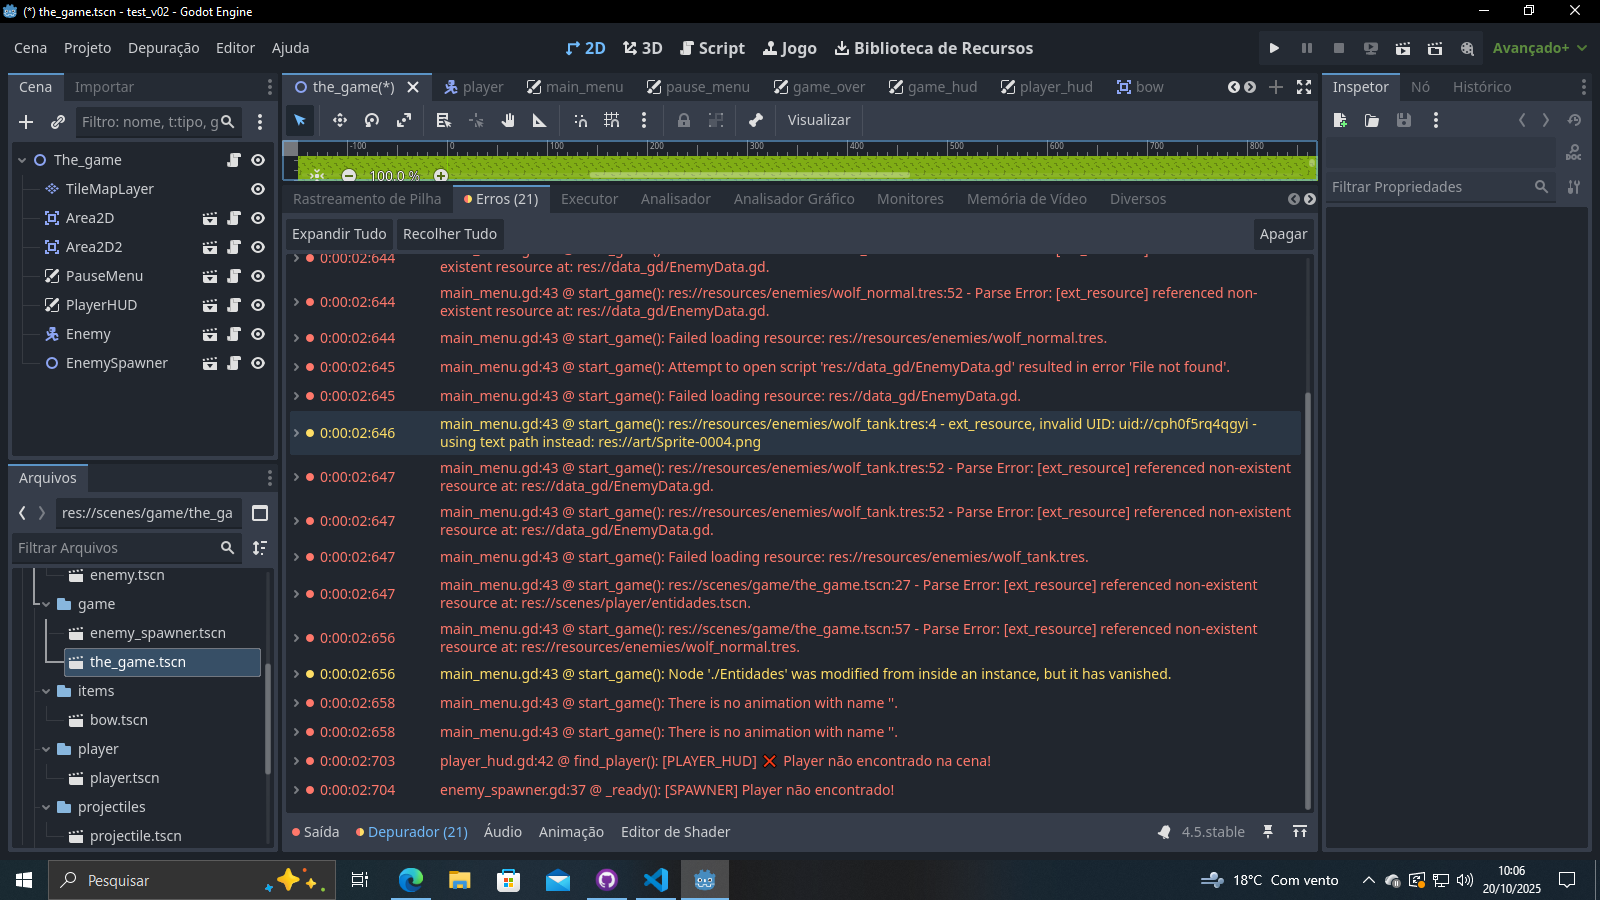 (*) the_game.tscn - test_v02 - Godot Engine
Cena Projeto Depuração Editor Ajuda
2D 3D Script Jogo Biblioteca de Recursos
Avançado+
Cena Importar
the_game(*) player main_menu pause_menu game_over game_hud player_hud bow
Inspetor Nó Histórico
Filtro: nome, t:tipo, g
Visualizar
The_game
TileMapLayer
Area2D
Area2D2
PauseMenu
PlayerHUD
Enemy
EnemySpawner
-100 0 100 200 300 400 500 600 700 800
100.0 %
Filtrar Propriedades
Rastreamento de Pilha Erros (21) Executor Analisador Analisador Gráfico Monitores Memória de Vídeo Diversos
Expandir Tudo Recolher Tudo Apagar
0:00:02:644
existent resource at: res://data_gd/EnemyData.gd.
0:00:02:644 main_menu.gd:43 @ start_game(): res://resources/enemies/wolf_normal.tres:52 - Parse Error: [ext_resource] referenced non-
existent resource at: res://data_gd/EnemyData.gd.
0:00:02:644 main_menu.gd:43 @ start_game(): Failed loading resource: res://resources/enemies/wolf_normal.tres.
0:00:02:645 main_menu.gd:43 @ start_game(): Attempt to open script 'res://data_gd/EnemyData.gd' resulted in error 'File not found'.
0:00:02:645 main_menu.gd:43 @ start_game(): Failed loading resource: res://data_gd/EnemyData.gd.
0:00:02:646 main_menu.gd:43 @ start_game(): res://resources/enemies/wolf_tank.tres:4 - ext_resource, invalid UID: uid://cph0f5rq4qgyi -
using text path instead: res://art/Sprite-0004.png
0:00:02:647 main_menu.gd:43 @ start_game(): res://resources/enemies/wolf_tank.tres:52 - Parse Error: [ext_resource] referenced non-existent
resource at: res://data_gd/EnemyData.gd.
0:00:02:647 main_menu.gd:43 @ start_game(): res://resources/enemies/wolf_tank.tres:52 - Parse Error: [ext_resource] referenced non-existent
resource at: res://data_gd/EnemyData.gd.
0:00:02:647 main_menu.gd:43 @ start_game(): Failed loading resource: res://resources/enemies/wolf_tank.tres.
0:00:02:647 main_menu.gd:43 @ start_game(): res://scenes/game/the_game.tscn:27 - Parse Error: [ext_resource] referenced non-existent
resource at: res://scenes/player/entidades.tscn.
0:00:02:656 main_menu.gd:43 @ start_game(): res://scenes/game/the_game.tscn:57 - Parse Error: [ext_resource] referenced non-existent
resource at: res://resources/enemies/wolf_normal.tres.
0:00:02:656 main_menu.gd:43 @ start_game(): Node './Entidades' was modified from inside an instance, but it has vanished.
0:00:02:658 main_menu.gd:43 @ start_game(): There is no animation with name ''.
0:00:02:658 main_menu.gd:43 @ start_game(): There is no animation with name ''.
0:00:02:703 player_hud.gd:42 @ find_player(): [PLAYER_HUD] ❌ Player não encontrado na cena!
0:00:02:704 enemy_spawner.gd:37 @ _ready(): [SPAWNER] Player não encontrado!
Arquivos
res://scenes/game/the_ga
Filtrar Arquivos
enemy.tscn
game
enemy_spawner.tscn
the_game.tscn
items
bow.tscn
player
player.tscn
projectiles
projectile.tscn
Saída Depurador (21) Áudio Animação Editor de Shader
4.5.stable
Pesquisar
18°C Com vento
10:06
20/10/2025